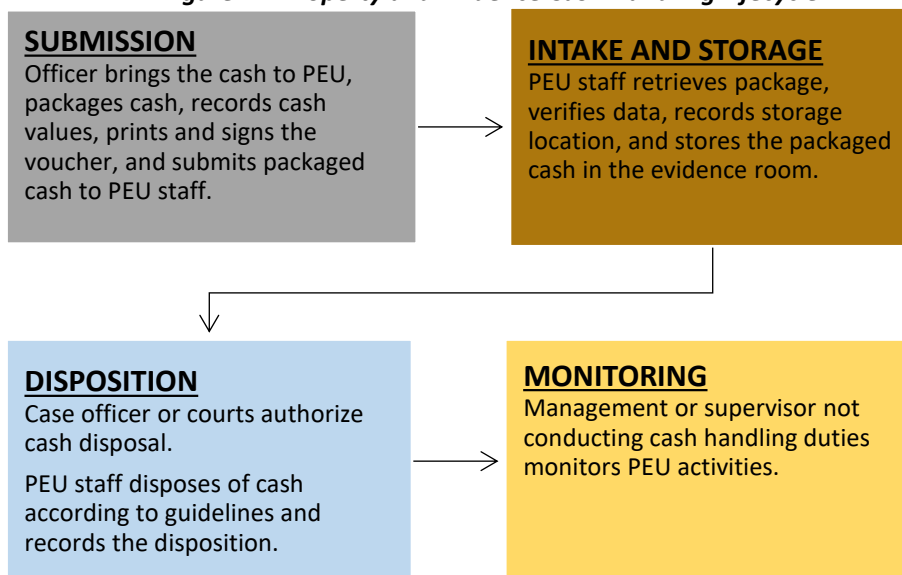 SUBMISSION
Officer brings the cash to PEU,
packages cash, records cash
values, prints and signs the
voucher, and submits packaged
cash to PEU staff.
INTAKE AND STORAGE
PEU staff retrieves package,
verifies data, records storage
location, and stores the packaged
cash in the evidence room.
DISPOSITION
Case officer or courts authorize
cash disposal.
PEU staff disposes of cash
according to guidelines and
records the disposition.
MONITORING
Management or supervisor not
conducting cash handling duties
monitors PEU activities.